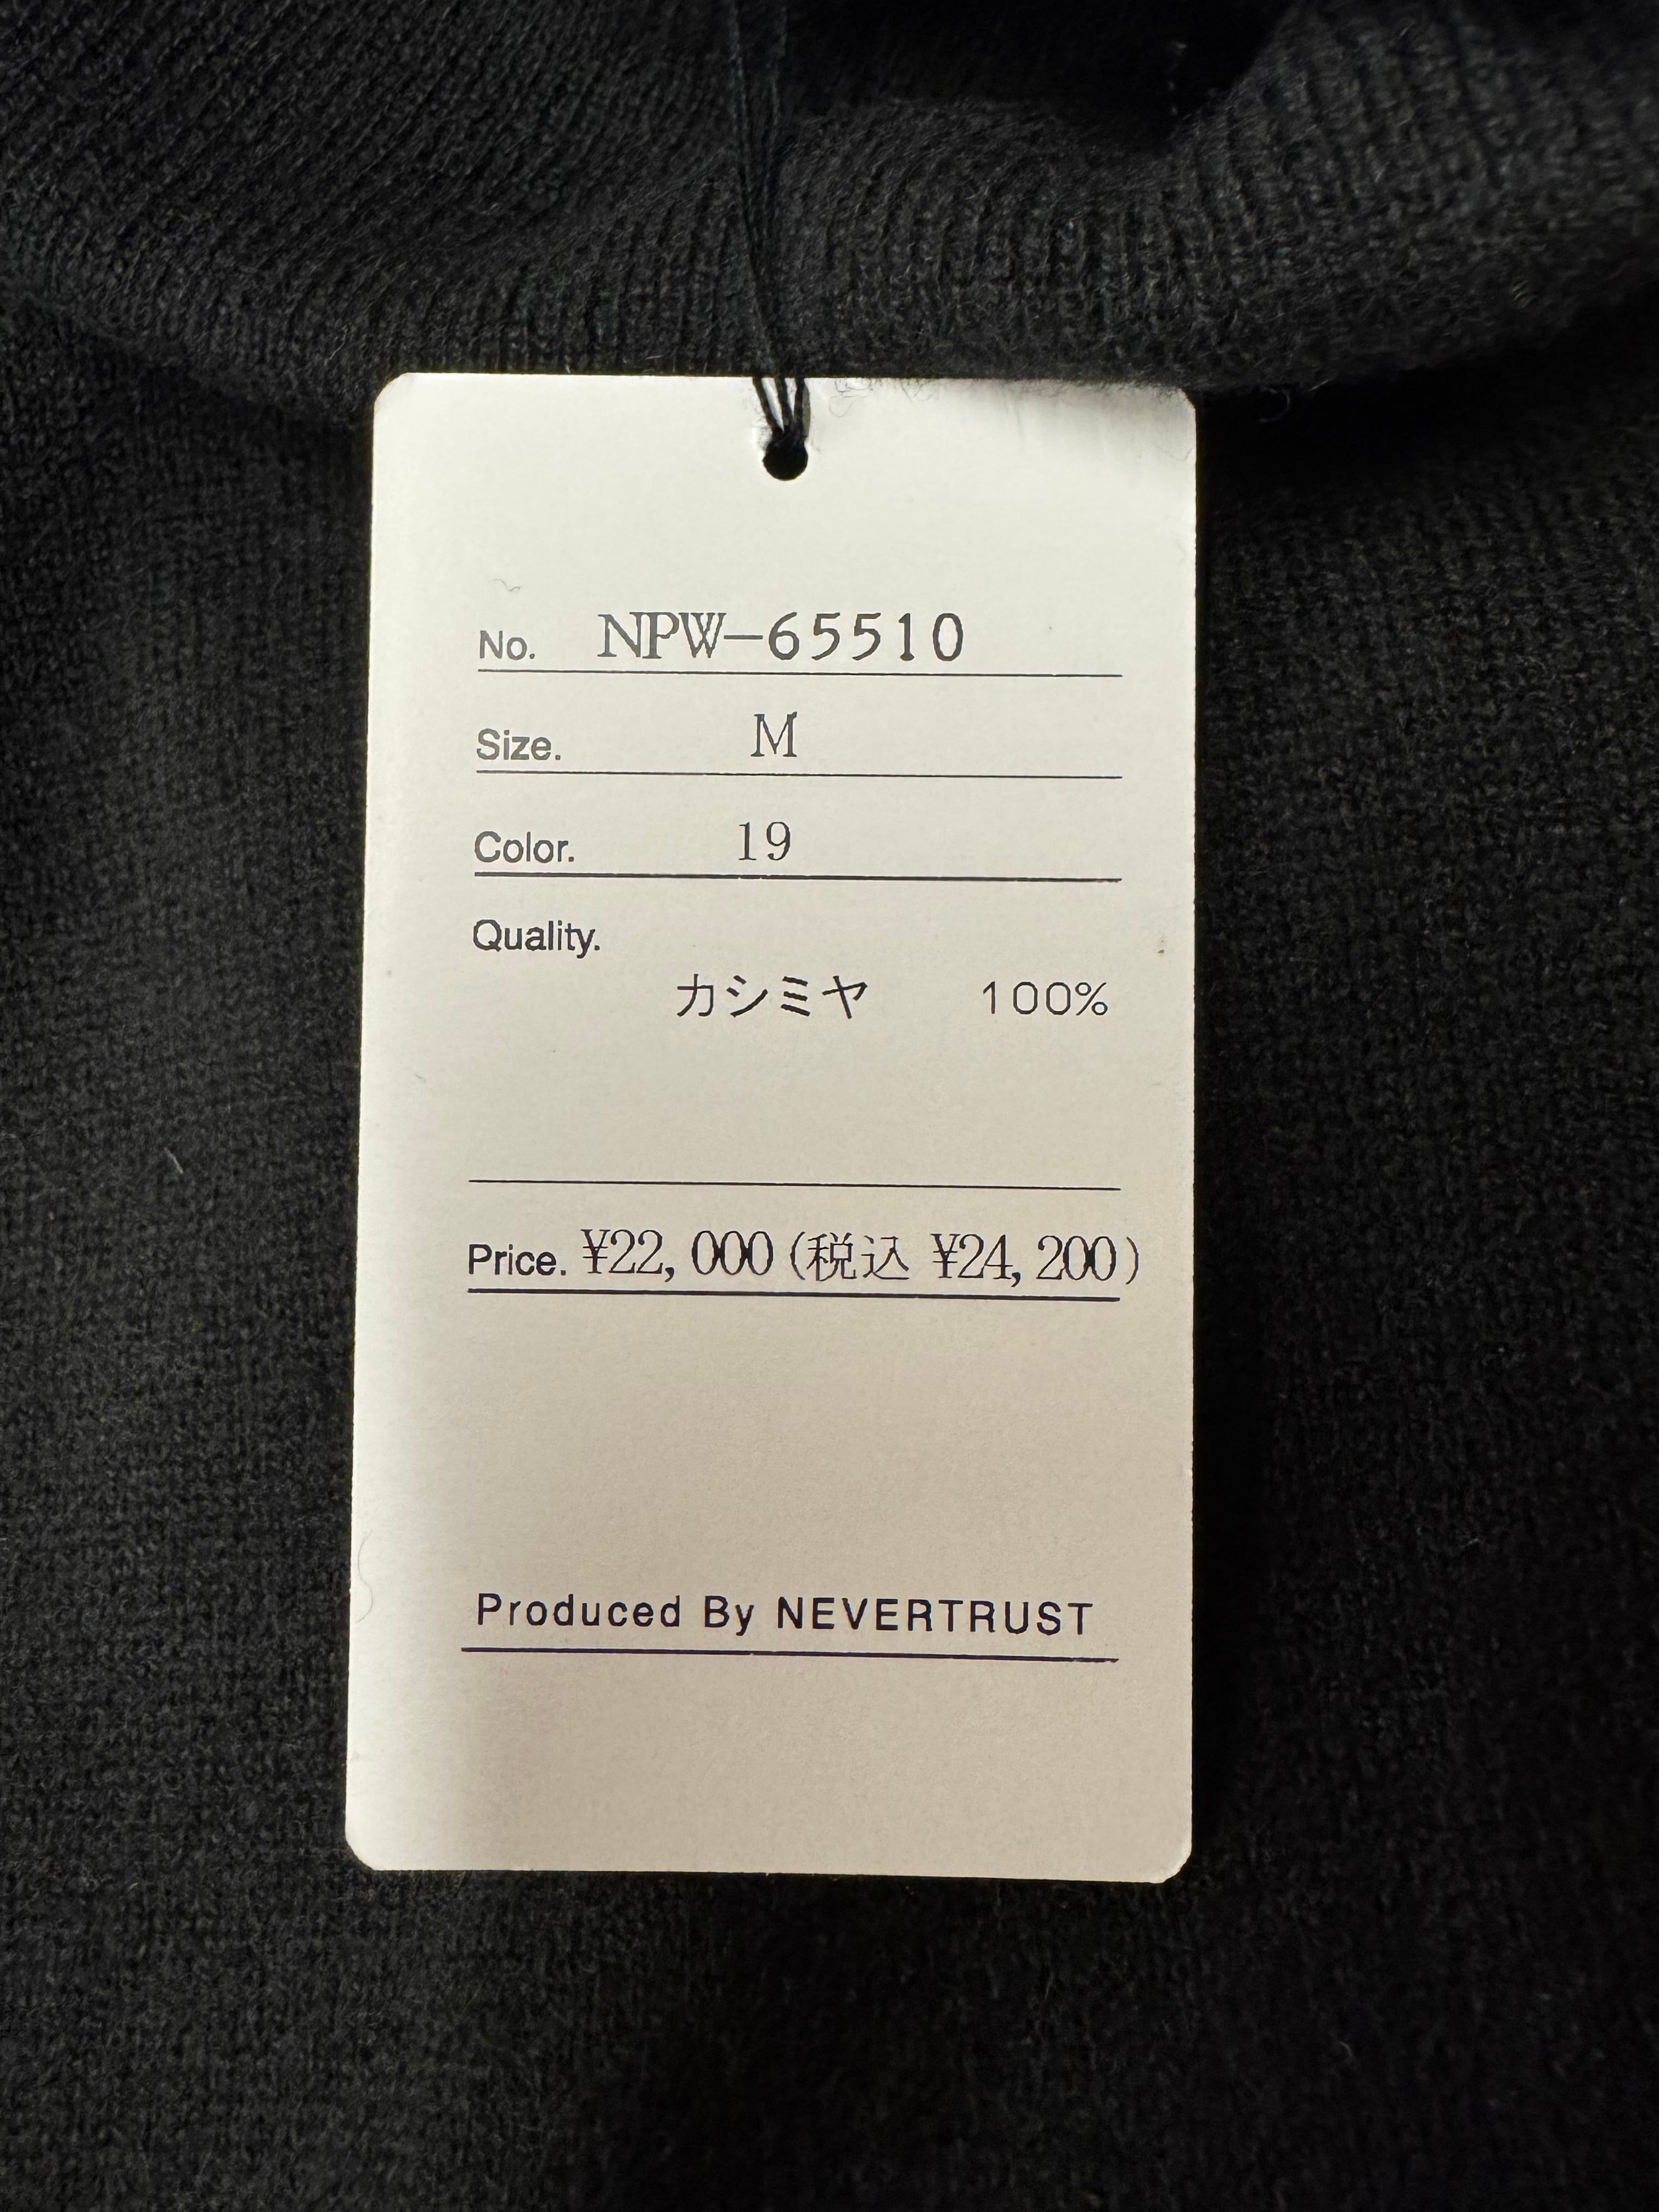 No. NPW-65510
Size. M
Color. 19
Quality.
カシミヤ 100%
Price. ¥22,000(税込 ¥24,200)
Produced By NEVERTRUST